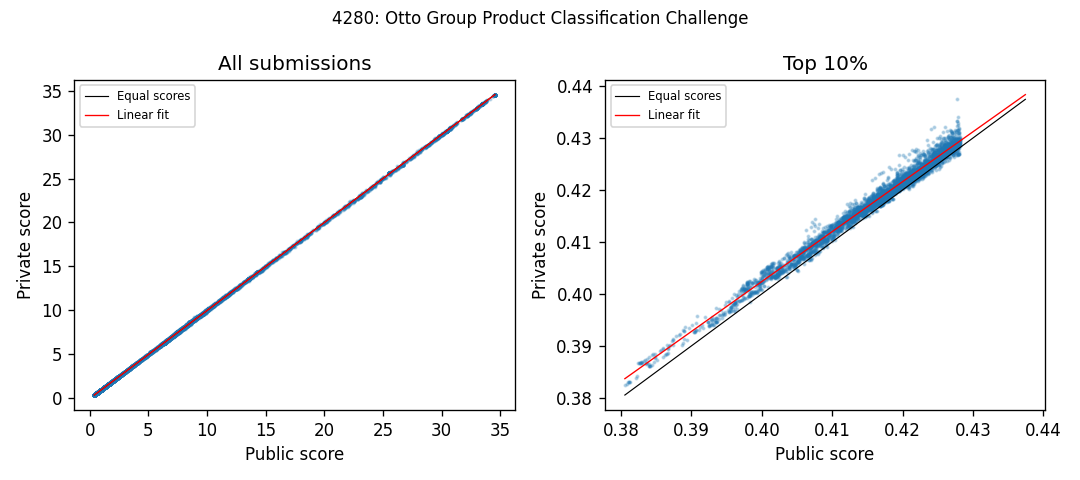 4280: Otto Group Product Classification Challenge
All submissions
Equal scores
Linear fit
35
30
25
20
15
10
5
0
Private score
0 5 10 15 20 25 30 35
Public score
Top 10%
Equal scores
Linear fit
0.44
0.43
0.42
0.41
0.40
0.39
0.38
Private score
0.38 0.39 0.40 0.41 0.42 0.43 0.44
Public score